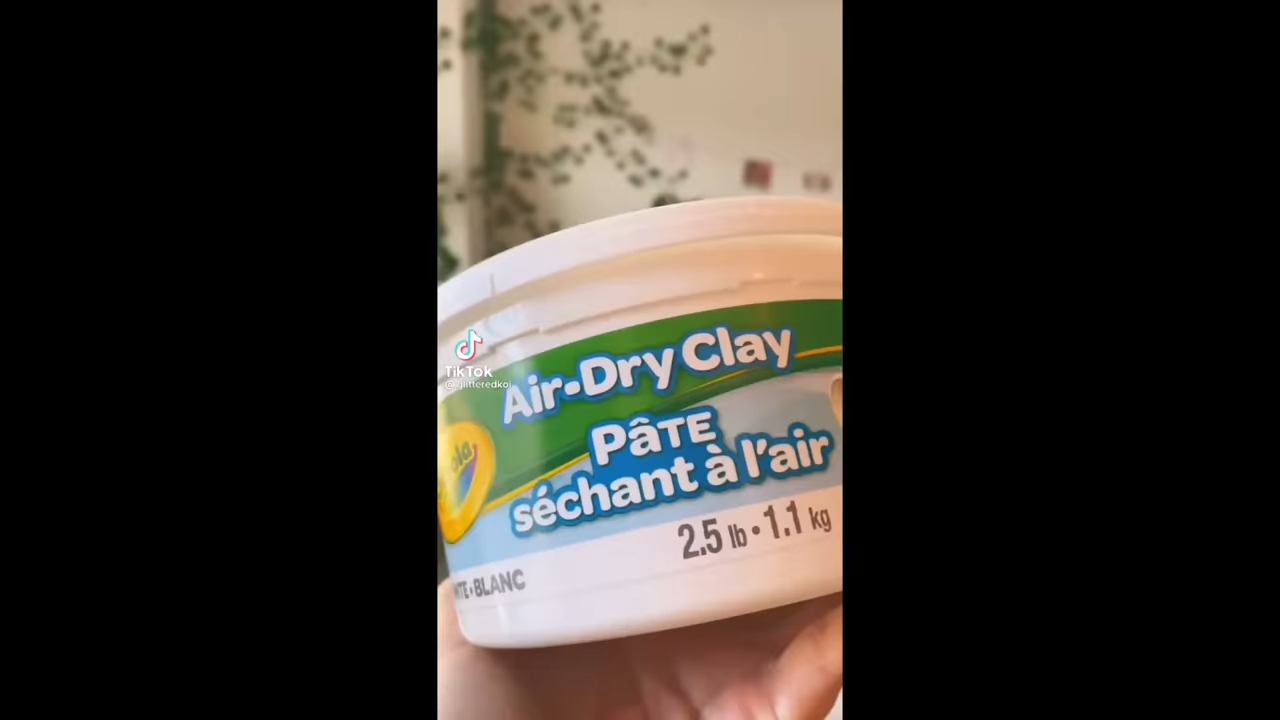 Air-Dry Clay
PâTE
séchant à l'air
2.5 lb • 1.1 kg
BLANC
TikTok